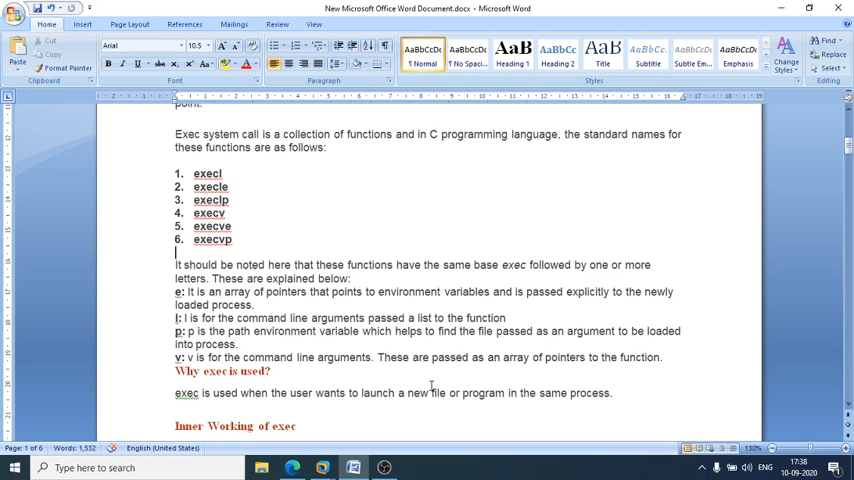 New Microsoft Office Word Document.docx - Microsoft Word
Home Insert Page Layout References Mailings Review View
Paste
Cut
Copy
Format Painter
Clipboard
Arial 10.5
Font
Paragraph
AaBbCcDc AaBbCcDc AaBbC AaBbCc AaB AaBbCcL AaBbCcDc AaBbCcDc
¶ Normal ¶ No Spaci... Heading 1 Heading 2 Title Subtitle Subtle Em... Emphasis
Styles
Change
Styles
Find
Replace
Select
Editing
point.
Exec system call is a collection of functions and in C programming language, the standard names for
these functions are as follows:
1. execl
2. execle
3. execlp
4. execv
5. execve
6. execvp
It should be noted here that these functions have the same base exec followed by one or more
letters. These are explained below:
e: It is an array of pointers that points to environment variables and is passed explicitly to the newly
loaded process.
l: l is for the command line arguments passed a list to the function
p: p is the path environment variable which helps to find the file passed as an argument to be loaded
into process.
v: v is for the command line arguments. These are passed as an array of pointers to the function.
Why exec is used?
exec is used when the user wants to launch a new file or program in the same process.
Inner Working of exec
Page: 1 of 6 Words: 1,532 English (United States) 130%
Type here to search
ENG
17:38
10-09-2020